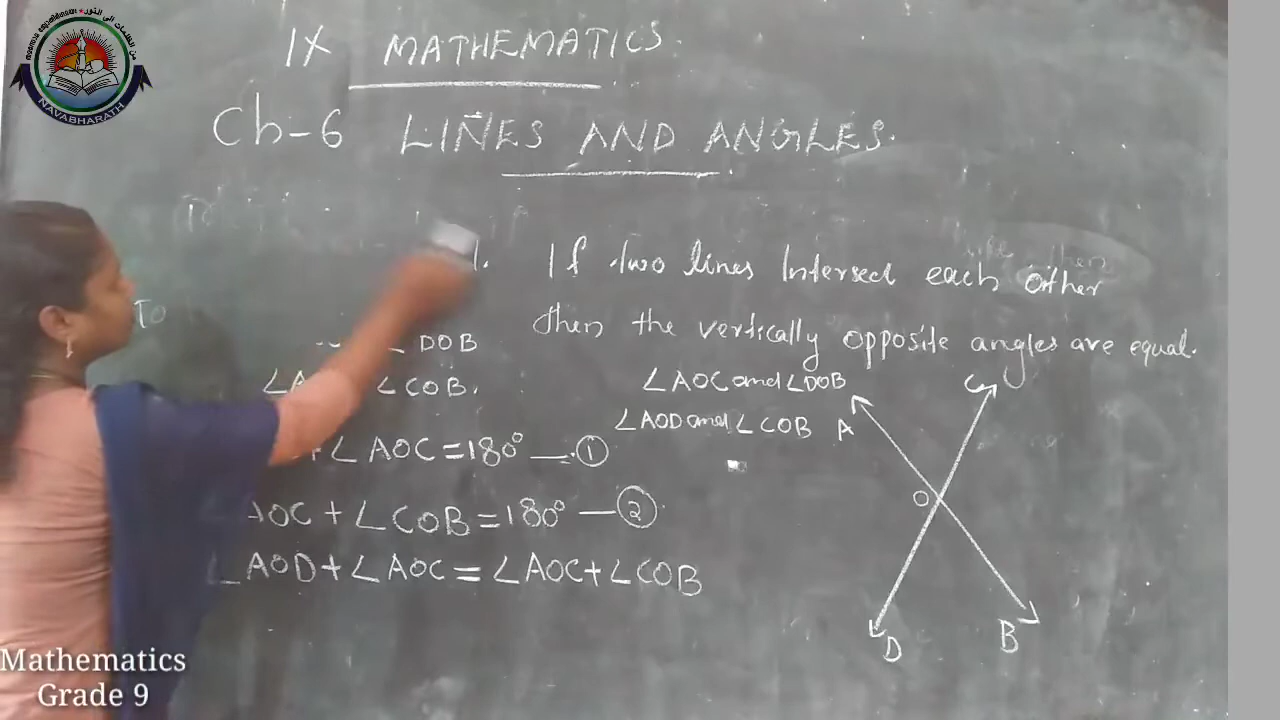 IX MATHEMATICS.
Ch-6 LINES AND ANGLES.
If two lines Intersect each other
then the vertically opposite angles are equal.
To
DOB
∠A ∠COB.
+∠AOC=180° — ①
AOC + ∠COB=180° — ②
∠AOD+∠AOC = ∠AOC+∠COB
∠AOC and ∠DOB
∠AOD and ∠COB
A
C
O
D
B
NAVABHARATH
Mathematics
Grade 9